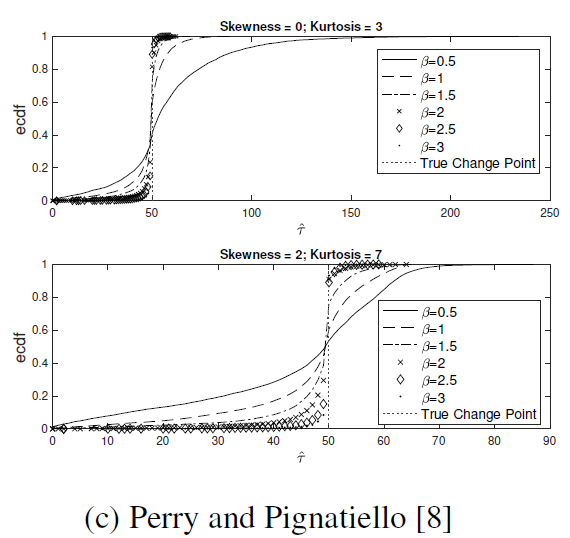 Skewness = 0; Kurtosis = 3
1
0.8
0.6
0.4
0.2
0
ecdf
β=0.5
β=1
β=1.5
β=2
β=2.5
β=3
True Change Point
0 50 100 150 200 250
τ̂
Skewness = 2; Kurtosis = 7
1
0.8
0.6
0.4
0.2
0
ecdf
β=0.5
β=1
β=1.5
β=2
β=2.5
β=3
True Change Point
0 10 20 30 40 50 60 70 80 90
τ̂
(c) Perry and Pignatiello [8]